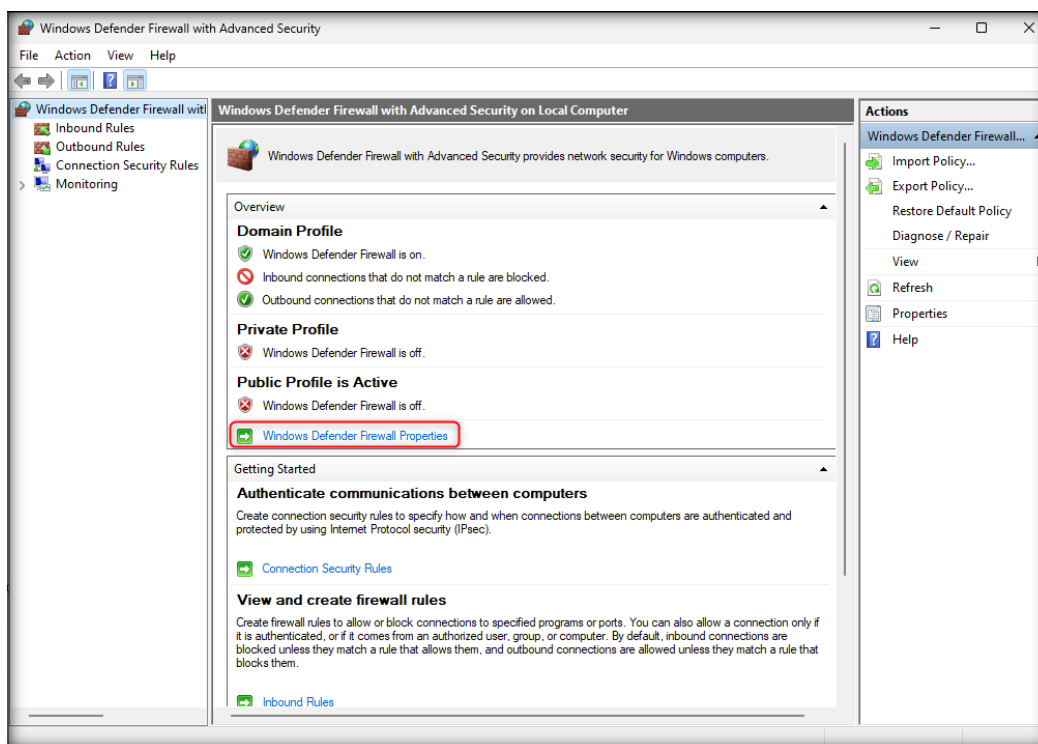 Windows Defender Firewall with Advanced Security
File Action View Help
Windows Defender Firewall witl
Inbound Rules
Outbound Rules
Connection Security Rules
Monitoring
Windows Defender Firewall with Advanced Security on Local Computer
Windows Defender Firewall with Advanced Security provides network security for Windows computers.
Overview
Domain Profile
Windows Defender Firewall is on.
Inbound connections that do not match a rule are blocked.
Outbound connections that do not match a rule are allowed.
Private Profile
Windows Defender Firewall is off.
Public Profile is Active
Windows Defender Firewall is off.
Windows Defender Firewall Properties
Getting Started
Authenticate communications between computers
Create connection security rules to specify how and when connections between computers are authenticated and
protected by using Internet Protocol security (IPsec).
Connection Security Rules
View and create firewall rules
Create firewall rules to allow or block connections to specified programs or ports. You can also allow a connection only if
it is authenticated, or if it comes from an authorized user, group, or computer. By default, inbound connections are
blocked unless they match a rule that allows them, and outbound connections are allowed unless they match a rule that
blocks them.
Inbound Rules
Actions
Windows Defender Firewall...
Import Policy...
Export Policy...
Restore Default Policy
Diagnose / Repair
View
Refresh
Properties
Help